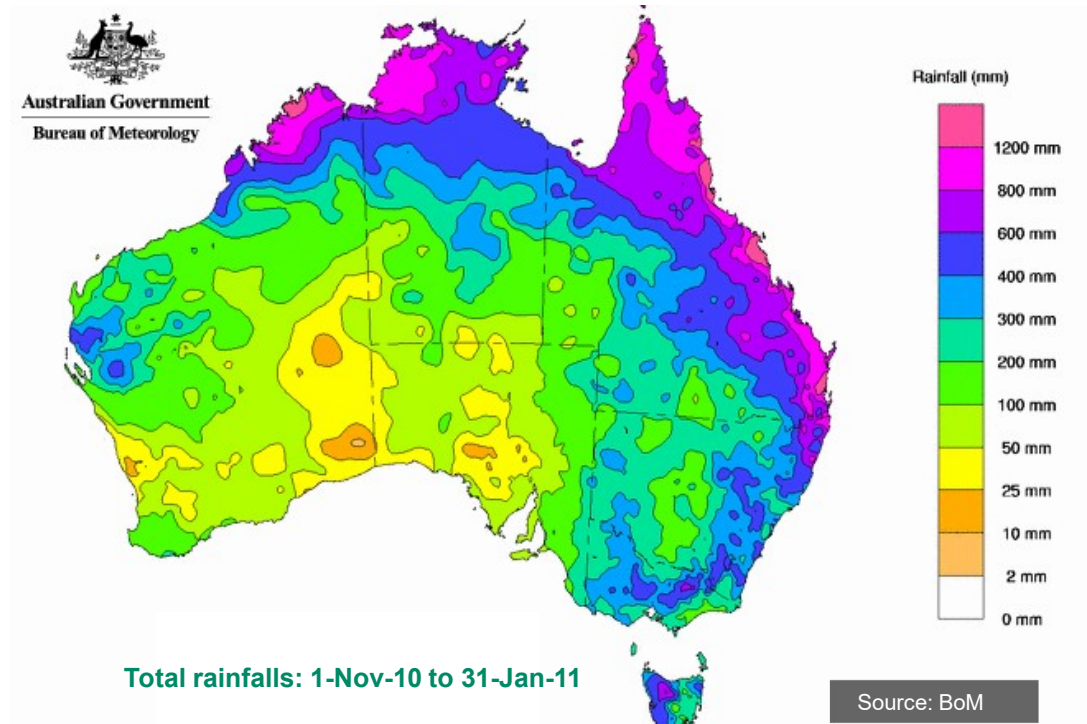 Australian Government
Bureau of Meteorology
Rainfall (mm)
1200 mm
800 mm
600 mm
400 mm
300 mm
200 mm
100 mm
50 mm
25 mm
10 mm
2 mm
0 mm
Total rainfalls: 1-Nov-10 to 31-Jan-11
Source: BoM